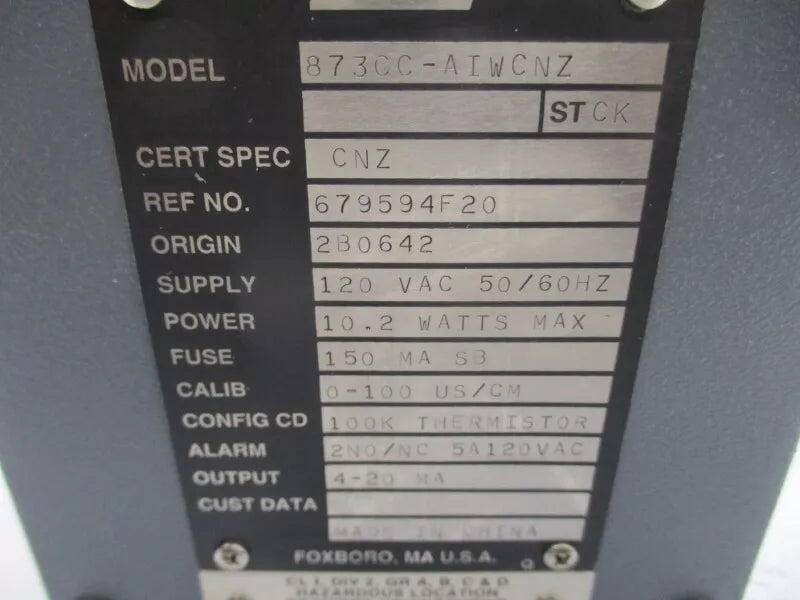 MODEL 873CC-AIWCNZ
ST CK
CERT SPEC CNZ
REF NO. 679594F20
ORIGIN 2B0642
SUPPLY 120 VAC 50/60HZ
POWER 10.2 WATTS MAX
FUSE 150 MA SB
CALIB 0-100 US/CM
CONFIG CD 100K THERMISTOR
ALARM 2NO/NC 5A120VAC
OUTPUT 4-20 MA
CUST DATA
MADE IN CHINA
FOXBORO, MA U.S.A.
CL I, DIV 2, GR A, B, C & D
HAZARDOUS LOCATION